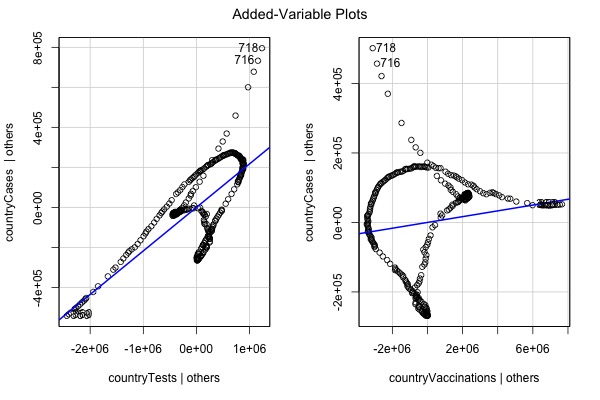 Added-Variable Plots
countryCases | others
8e+05
4e+05
0e+00
-4e+05
718
716
-2e+06 -1e+06 0e+00 1e+06
countryTests | others
countryCases | others
4e+05
2e+05
0e+00
-2e+05
718
716
-2e+06 2e+06 6e+06
countryVaccinations | others